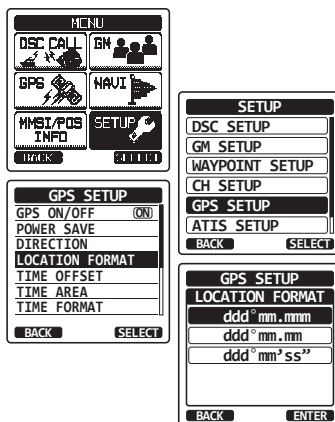 MENU
DSC CALL GM
GPS NAVI
MMSI/POS INFO SETUP
BACK SELECT
SETUP
DSC SETUP
GM SETUP
WAYPOINT SETUP
CH SETUP
GPS SETUP
ATIS SETUP
BACK SELECT
GPS SETUP
GPS ON/OFF ON
POWER SAVE
DIRECTION
LOCATION FORMAT
TIME OFFSET
TIME AREA
TIME FORMAT
BACK SELECT
GPS SETUP
LOCATION FORMAT
ddd°mm.mmm
ddd°mm.mm
ddd°mm’ss”
BACK ENTER